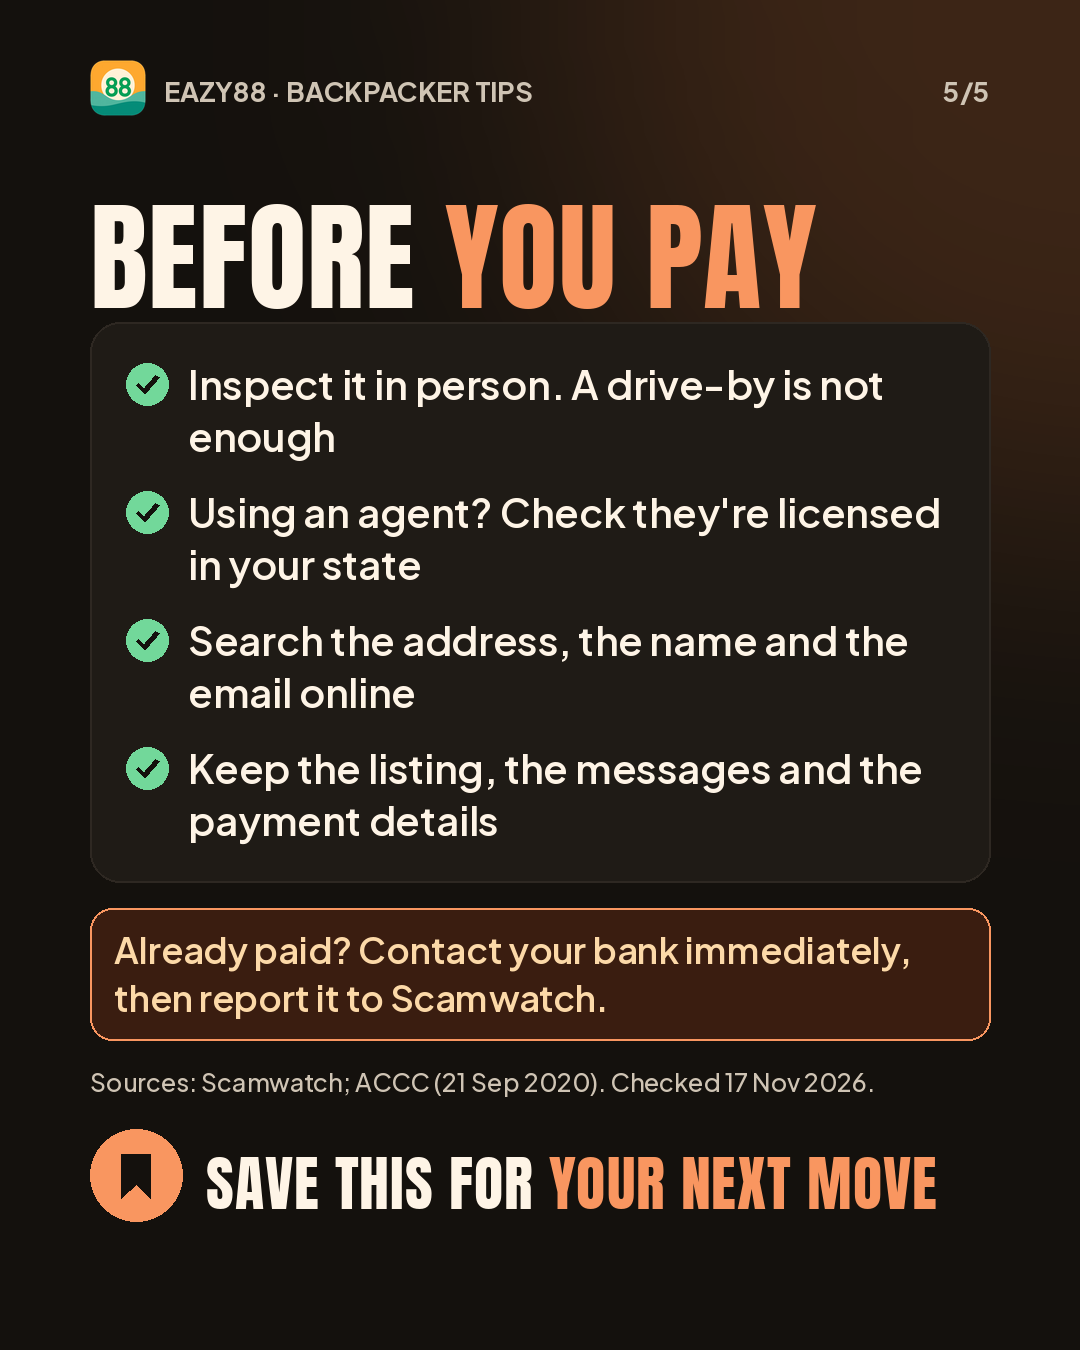 88
EAZY88 · BACKPACKER TIPS
5/5
BEFORE YOU PAY
Inspect it in person. A drive-by is not
enough
Using an agent? Check they're licensed
in your state
Search the address, the name and the
email online
Keep the listing, the messages and the
payment details
Already paid? Contact your bank immediately,
then report it to Scamwatch.
Sources: Scamwatch; ACCC (21 Sep 2020). Checked 17 Nov 2026.
SAVE THIS FOR YOUR NEXT MOVE